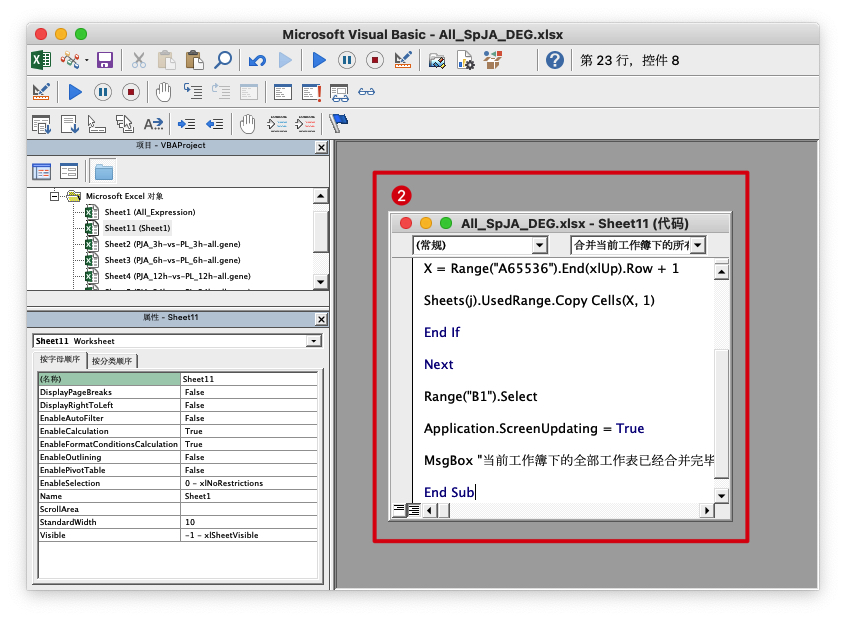 Microsoft Visual Basic - All_SpJA_DEG.xlsx
第 23 行，控件 8
项目 - VBAProject
Microsoft Excel 对象
Sheet1 (All_Expression)
Sheet11 (Sheet1)
Sheet2 (PJA_3h-vs-PL_3h-all.gene)
Sheet3 (PJA_6h-vs-PL_6h-all.gene)
Sheet4 (PJA_12h-vs-PL_12h-all.gene)
属性 - Sheet11
Sheet11 Worksheet
按字母顺序 按分类顺序
(名称) Sheet11
DisplayPageBreaks False
DisplayRightToLeft False
EnableAutoFilter False
EnableCalculation True
EnableFormatConditionsCalculation True
EnableOutlining False
EnablePivotTable False
EnableSelection 0 - xlNoRestrictions
Name Sheet1
ScrollArea
StandardWidth 10
Visible -1 - xlSheetVisible
2
All_SpJA_DEG.xlsx - Sheet11 (代码)
(常规) 合并当前工作簿下的所
X = Range("A65536").End(xlUp).Row + 1
Sheets(j).UsedRange.Copy Cells(X, 1)
End If
Next
Range("B1").Select
Application.ScreenUpdating = True
MsgBox "当前工作簿下的全部工作表已经合并完毕
End Sub